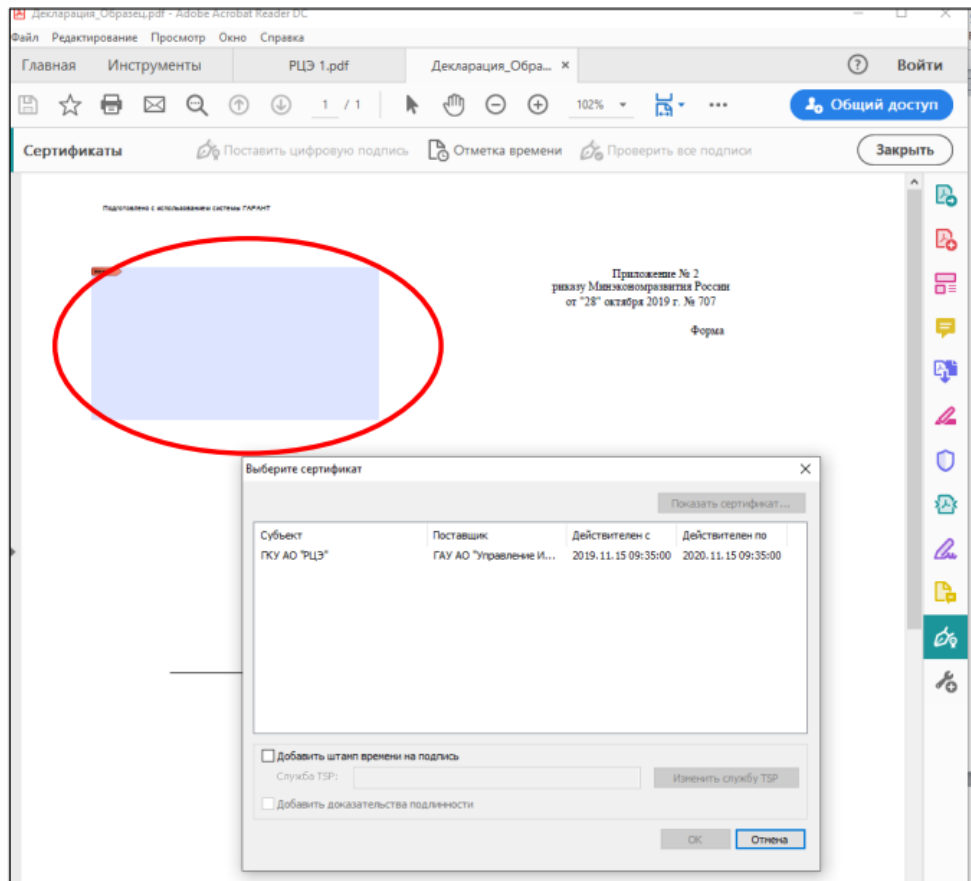 Декларация_Образец.pdf - Adobe Acrobat Reader DC
Файл Редактирование Просмотр Окно Справка
Главная Инструменты РЦЭ 1.pdf Декларация_Обра... × ? Войти
1 / 1 102% Общий доступ
Сертификаты Поставить цифровую подпись Отметка времени Проверить все подписи Закрыть
Подготовлено с использованием системы ГАРАНТ
Приложение № 2
риказу Минэкономразвития России
от "28" октября 2019 г. № 707
Форма
Выберите сертификат
Показать сертификат...
Субъект Поставщик Действителен с Действителен по
ГКУ АО "РЦЭ" ГАУ АО "Управление И... 2019.11.15 09:35:00 2020.11.15 09:35:00
Добавить штамп времени на подпись
Служба TSP: Изменить службу TSP
Добавить доказательства подлинности
ОК Отмена